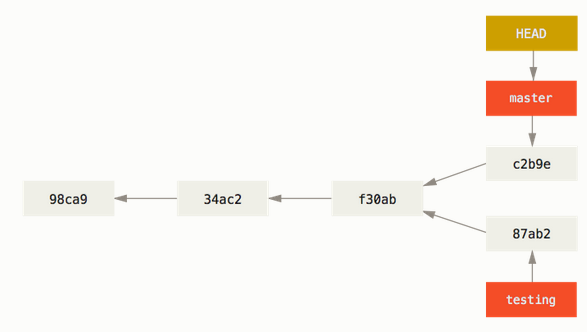 HEAD
master
c2b9e
98ca9
34ac2
f30ab
87ab2
testing